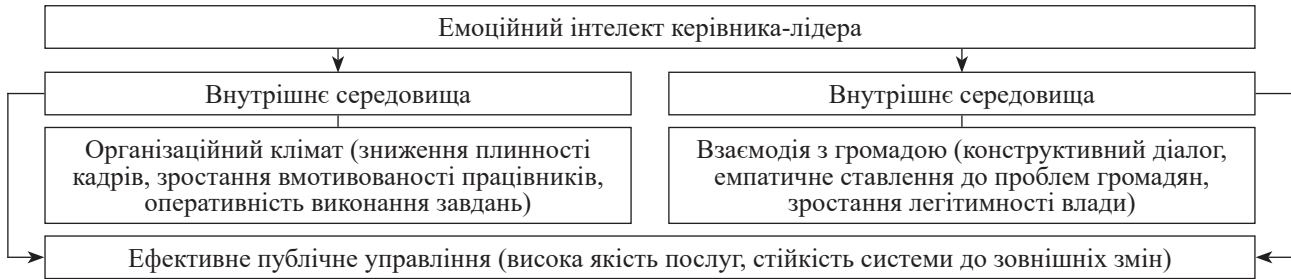 Емоційний інтелект керівника-лідера
Внутрішнє середовища
Внутрішнє середовища
Організаційний клімат (зниження плинності
кадрів, зростання вмотивованості працівників,
оперативність виконання завдань)
Взаємодія з громадою (конструктивний діалог,
емпатичне ставлення до проблем громадян,
зростання легітимності влади)
Ефективне публічне управління (висока якість послуг, стійкість системи до зовнішніх змін)